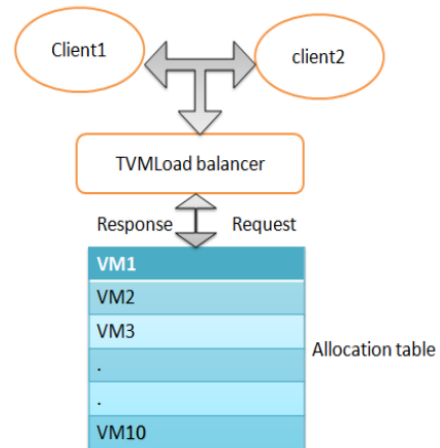 Client1
client2
TVMLoad balancer
Response
Request
VM1
VM2
VM3
.
.
VM10
Allocation table